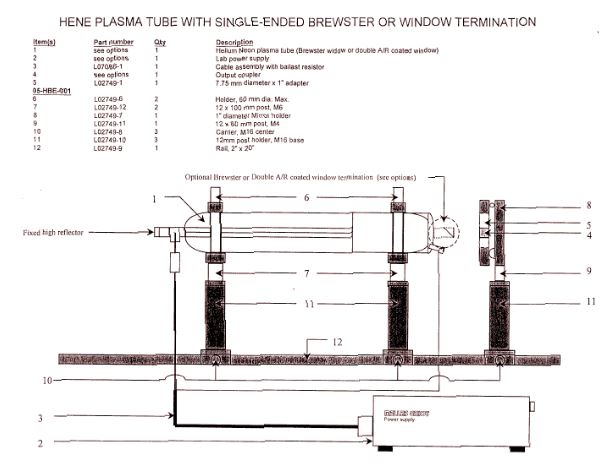 HENE PLASMA TUBE WITH SINGLE-ENDED BREWSTER OR WINDOW TERMINATION
Item(s) Part number Qty Description
1 see options 1 Helium Neon plasma tube (Brewster widow or double A/R coated window)
2 see options 1 Lab power supply
3 L07086-1 1 Cable assembly with ballast resistor
4 see options 1 Output coupler
5 L02749-1 1 7.75 mm diameter x 1" adapter
05-HBE-001
6 L02749-6 2 Holder, 60 mm dia. Max.
7 L02749-12 2 12 x 100 mm post, M6
8 L02749-7 1 1" diameter Mirror holder
9 L02749-11 1 12 x 80 mm post, M4
10 L02749-8 3 Carrier, M16 center
11 L02749-10 3 12mm post holder, M16 base
12 L02749-9 1 Rail, 2" x 20"
Optional Brewster or Double A/R coated window termination (see options)
1
6
8
5
4
Fixed high reflector
7
9
11
11
12
10
3
MELLES GRIOT
Power supply
2